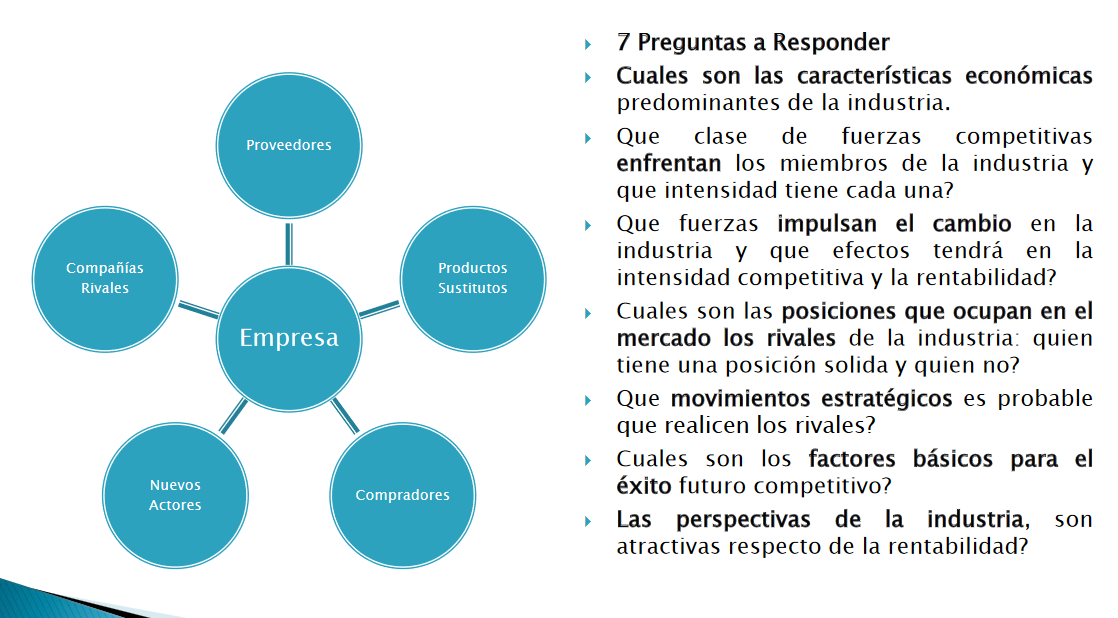 Proveedores
Compañías
Rivales
Productos
Sustitutos
Empresa
Nuevos
Actores
Compradores
7 Preguntas a Responder
Cuales son las características económicas
predominantes de la industria.
Que clase de fuerzas competitivas
enfrentan los miembros de la industria y
que intensidad tiene cada una?
Que fuerzas impulsan el cambio en la
industria y que efectos tendrá en la
intensidad competitiva y la rentabilidad?
Cuales son las posiciones que ocupan en el
mercado los rivales de la industria: quien
tiene una posición solida y quien no?
Que movimientos estratégicos es probable
que realicen los rivales?
Cuales son los factores básicos para el
éxito futuro competitivo?
Las perspectivas de la industria, son
atractivas respecto de la rentabilidad?